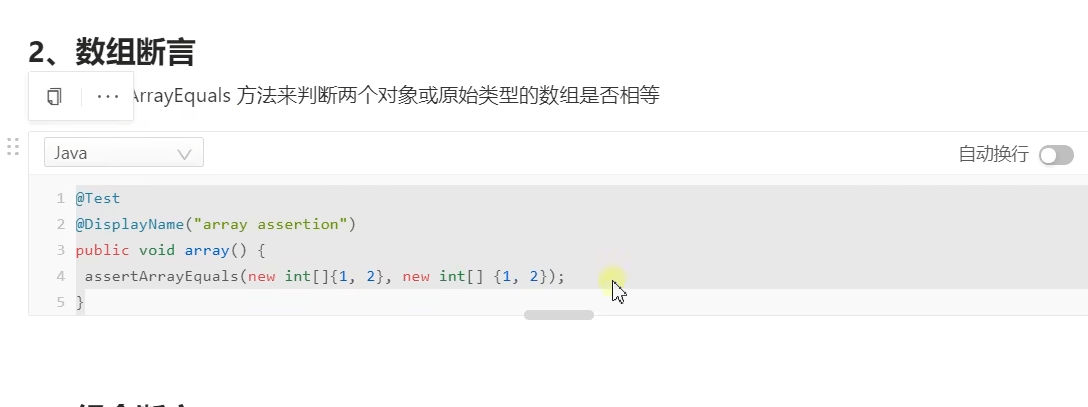 2、数组断言
ArrayEquals 方法来判断两个对象或原始类型的数组是否相等
Java
自动换行
1 @Test
2 @DisplayName("array assertion")
3 public void array() {
4 assertArrayEquals(new int[]{1, 2}, new int[] {1, 2});
5 }